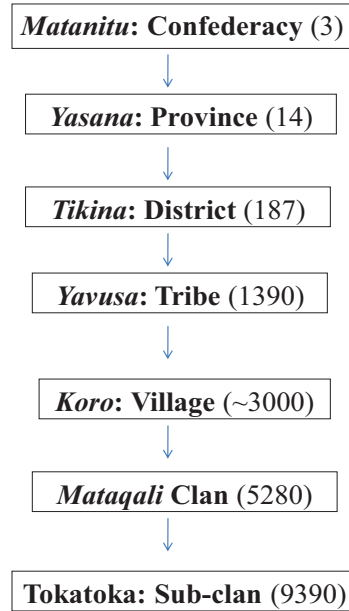 Matanitu: Confederacy (3)
Yasana: Province (14)
Tikina: District (187)
Yavusa: Tribe (1390)
Koro: Village (~3000)
Mataqali Clan (5280)
Tokatoka: Sub-clan (9390)